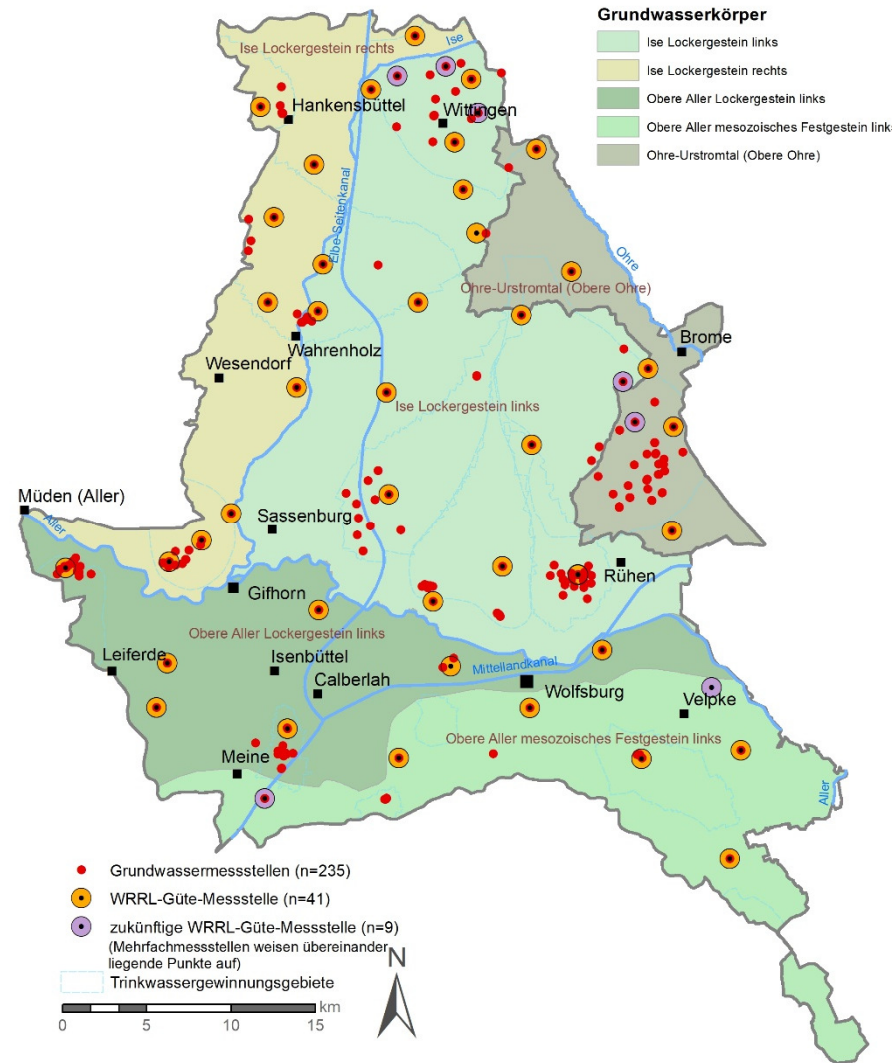 Grundwasserkörper
Ise Lockergestein links
Ise Lockergestein rechts
Obere Aller Lockergestein links
Obere Aller mesozoisches Festgestein links
Ohre-Urstromtal (Obere Ohre)
Ise Lockergestein rechts
Ise
Hankensbüttel
Wittingen
Elbe-Seitenkanal
Ohre
Ohre-Urstromtal (Obere Ohre)
Wahrenholz
Brome
Wesendorf
Ise Lockergestein links
Müden (Aller)
Aller
Sassenburg
Rühen
Gifhorn
Obere Aller Lockergestein links
Leiferde
Isenbüttel
Mittellandkanal
Calberlah
Wolfsburg
Velpke
Obere Aller mesozoisches Festgestein links
Meine
Aller
Grundwassermessstellen (n=235)
WRRL-Güte-Messstelle (n=41)
zukünftige WRRL-Güte-Messstelle (n=9)
(Mehrfachmessstellen weisen übereinander
liegende Punkte auf)
N
Trinkwassergewinnungsgebiete
km
0 5 10 15